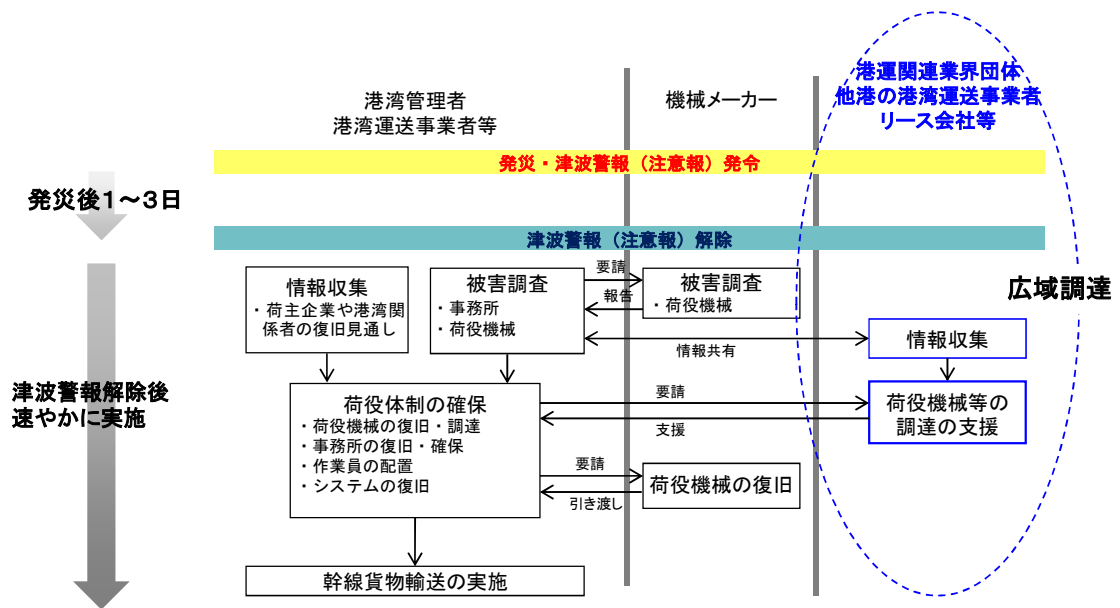 港湾管理者
港湾運送事業者等
機械メーカー
港運関連業界団体
他港の港湾運送事業者
リース会社等
発災・津波警報（注意報）発令
発災後１～３日
津波警報（注意報）解除
広域調達
情報収集
・荷主企業や港湾関
係者の復旧見通し
被害調査
・事務所
・荷役機械
要請
報告
被害調査
・荷役機械
情報共有
情報収集
津波警報解除後
速やかに実施
荷役体制の確保
・荷役機械の復旧・調達
・事務所の復旧・確保
・作業員の配置
・システムの復旧
要請
支援
荷役機械等の
調達の支援
要請
引き渡し
荷役機械の復旧
幹線貨物輸送の実施